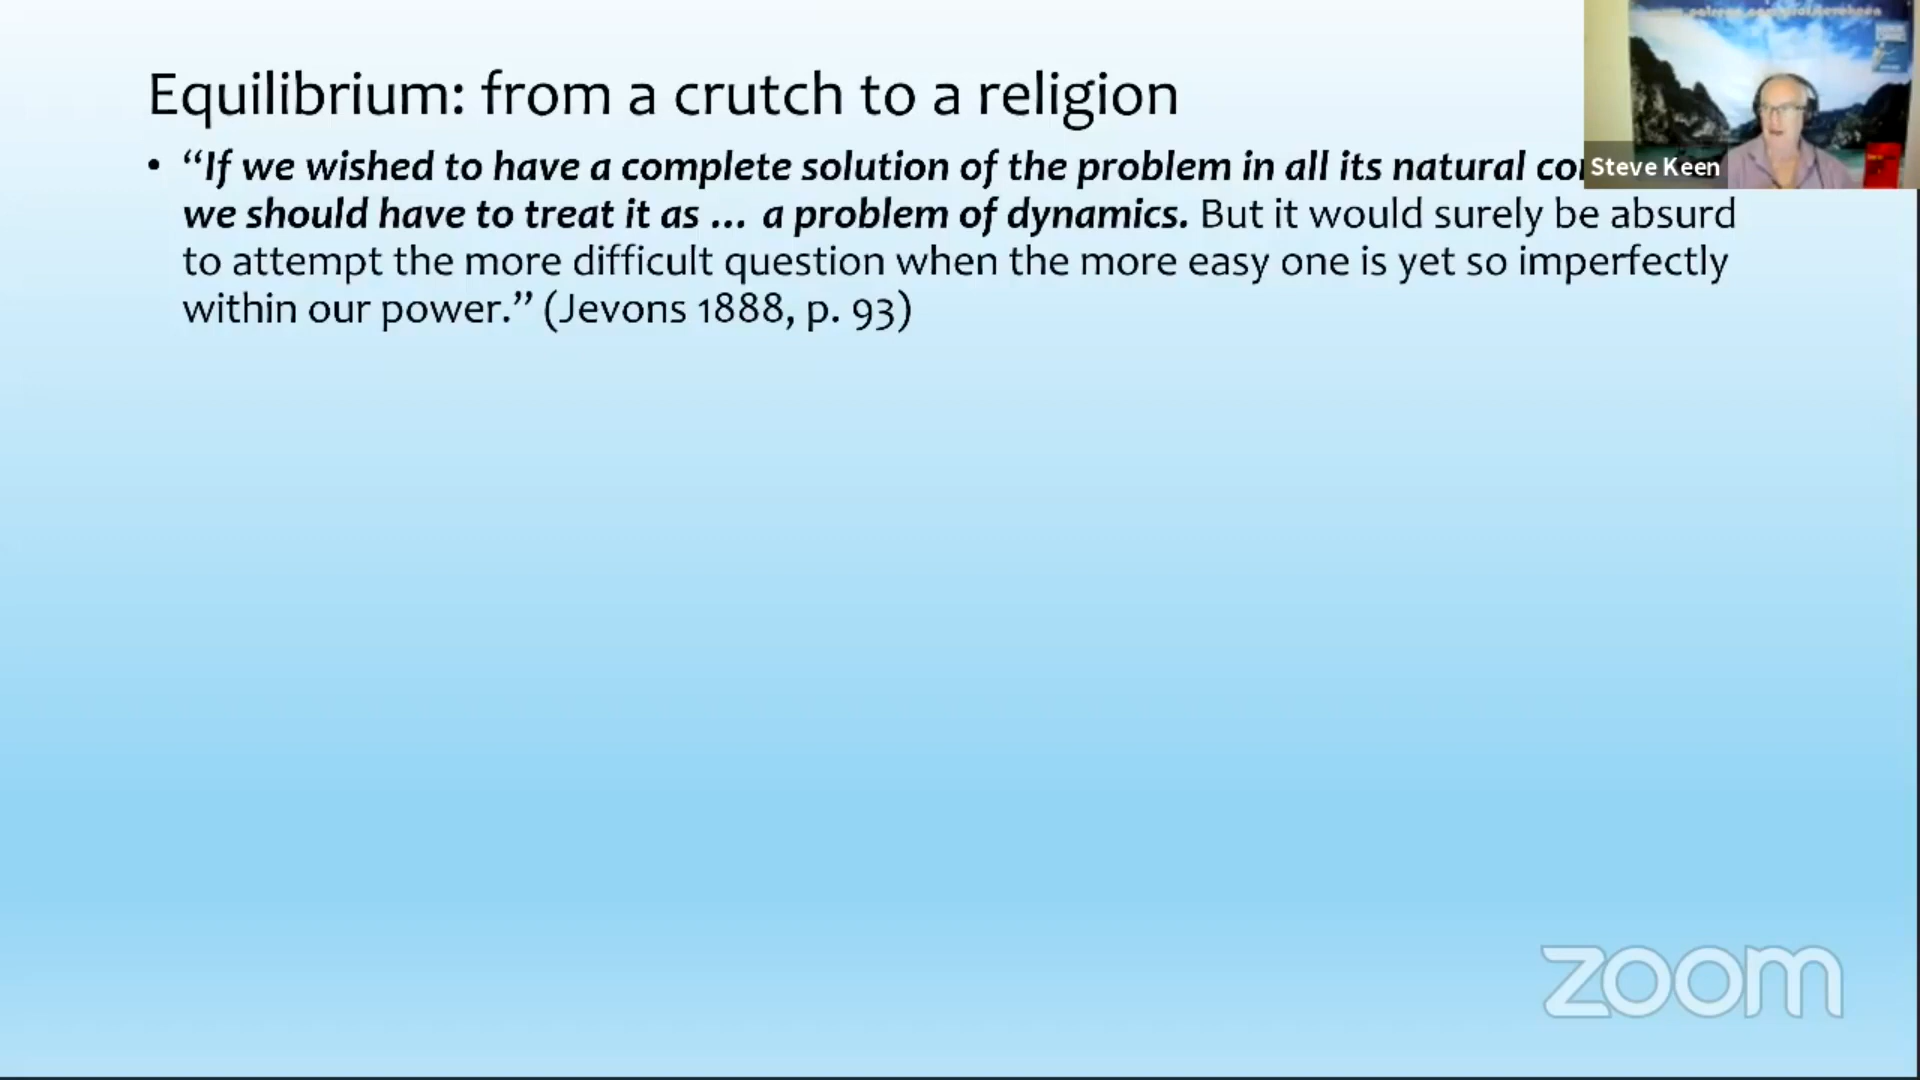 Equilibrium: from a crutch to a religion
• “If we wished to have a complete solution of the problem in all its natural
we should have to treat it as … a problem of dynamics. But it would surely be absurd
to attempt the more difficult question when the more easy one is yet so imperfectly
within our power.” (Jevons 1888, p. 93)
Steve Keen
zoom